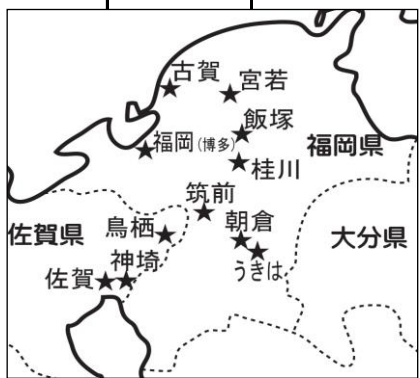 古賀
宮若
飯塚
福岡(博多)
福岡県
桂川
筑前
佐賀県
鳥栖
朝倉
大分県
うきは
神埼
佐賀